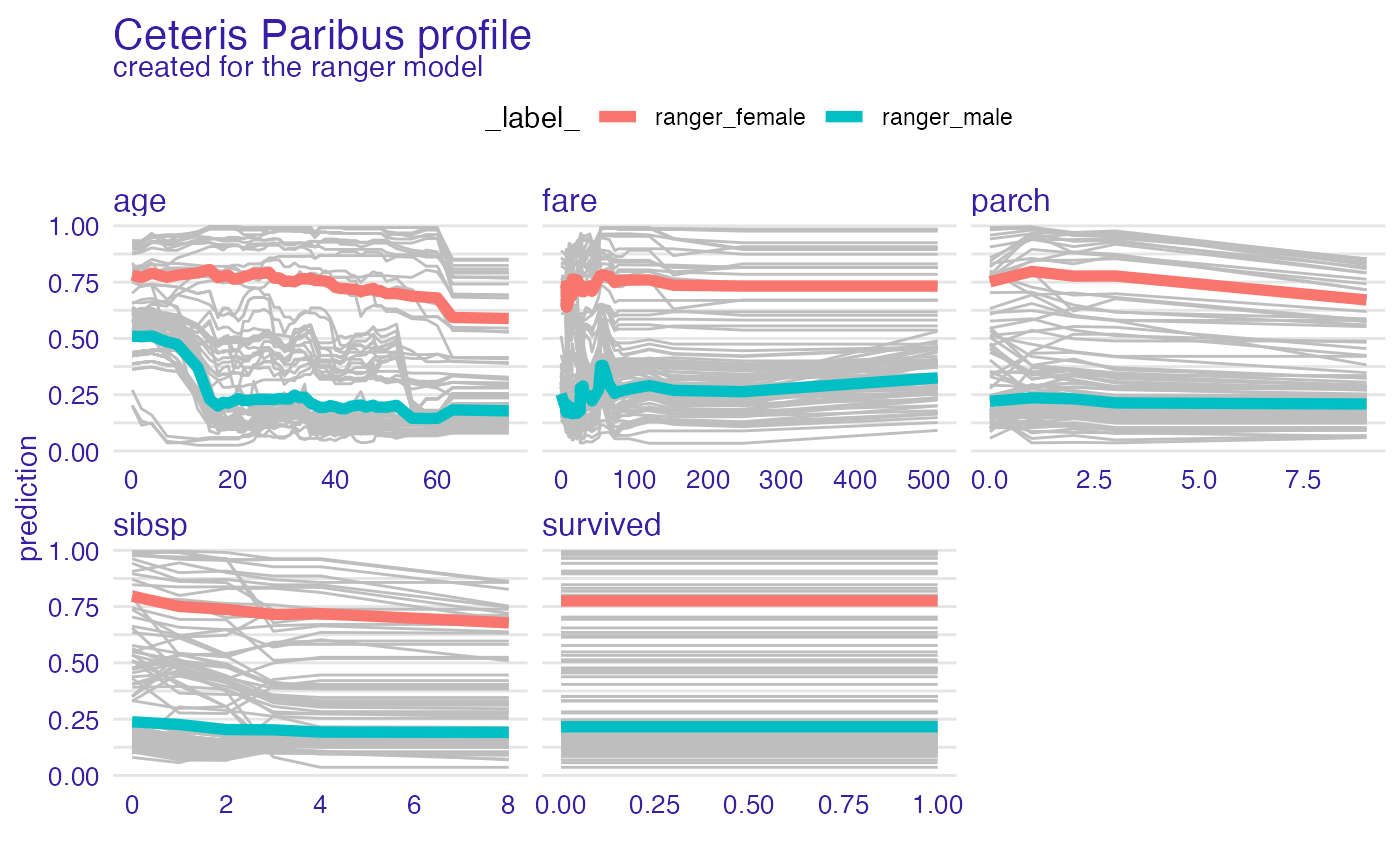 Ceteris Paribus profile
created for the ranger model
_label_ ranger_female ranger_male
age fare parch
1.00
0.75
0.50
0.25
0.00
0 20 40 60 0 100 200 300 400 500 0.0 2.5 5.0 7.5
prediction
sibsp survived
1.00
0.75
0.50
0.25
0.00
0 2 4 6 8 0.00 0.25 0.50 0.75 1.00